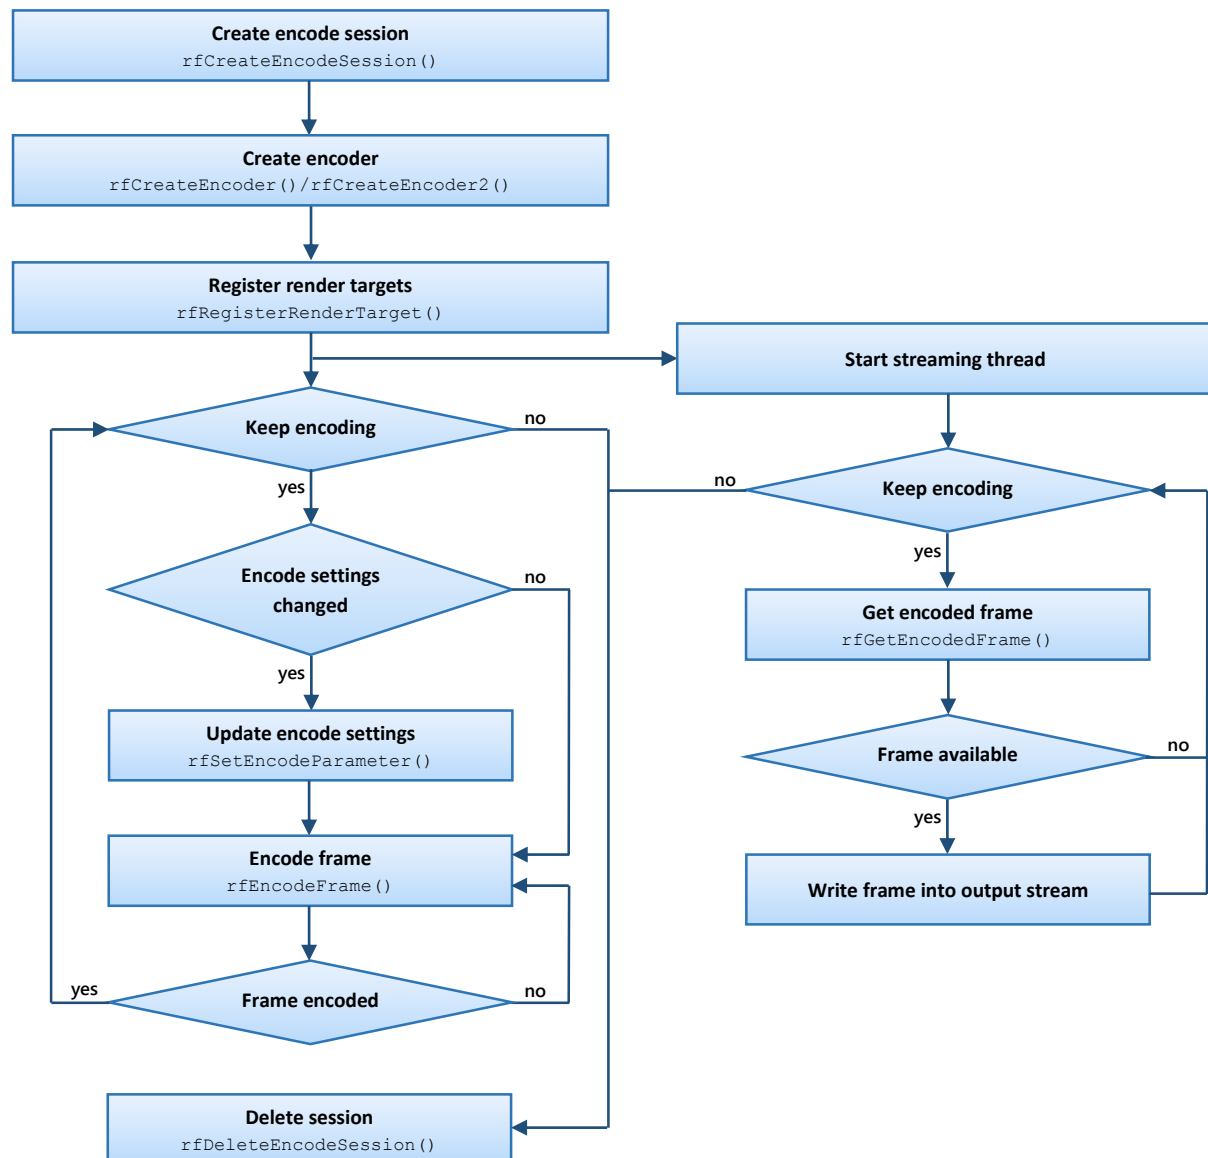 Create encode session
rfCreateEncodeSession()
Create encoder
rfCreateEncoder()/rfCreateEncoder2()
Register render targets
rfRegisterRenderTarget()
Start streaming thread
Keep encoding
no
yes
Keep encoding
no
yes
Encode settings
changed
no
yes
Get encoded frame
rfGetEncodedFrame()
Update encode settings
rfSetEncodeParameter()
Frame available
no
yes
Encode frame
rfEncodeFrame()
Write frame into output stream
Frame encoded
yes
no
Delete session
rfDeleteEncodeSession()